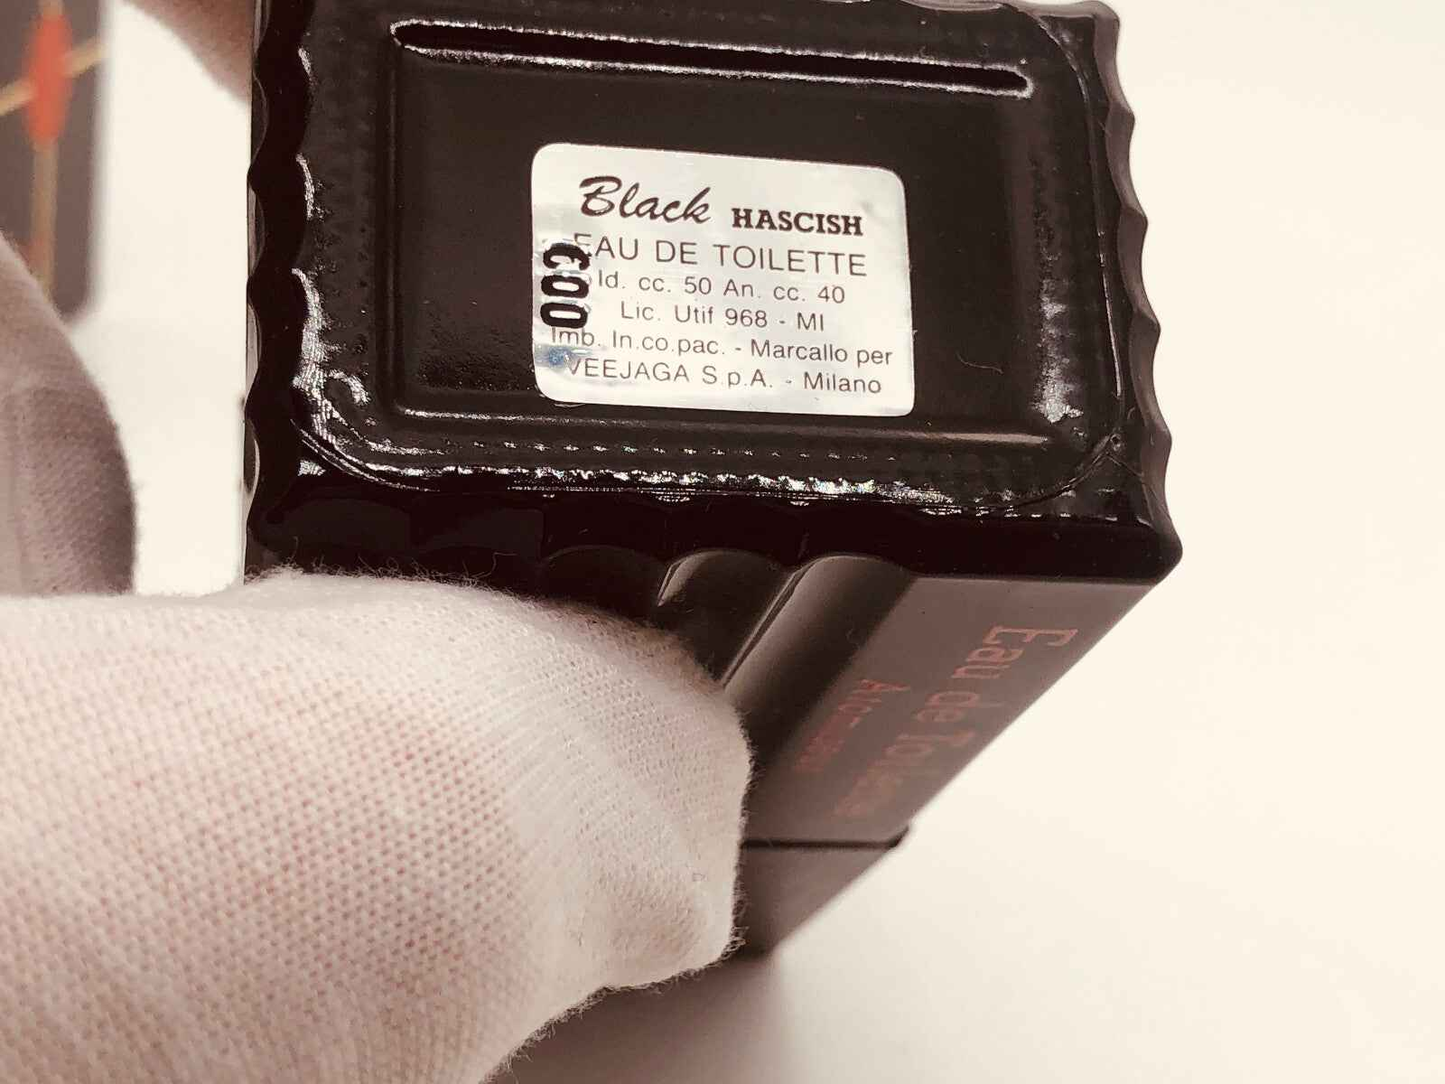 Black HASCISH
EAU DE TOILETTE
Id. cc. 50 An. cc. 40
Lic. Utif 968 - MI
Imb. In.co.pac. - Marcallo per
VEEJAGA S.p.A. - Milano
Eau de Toilette